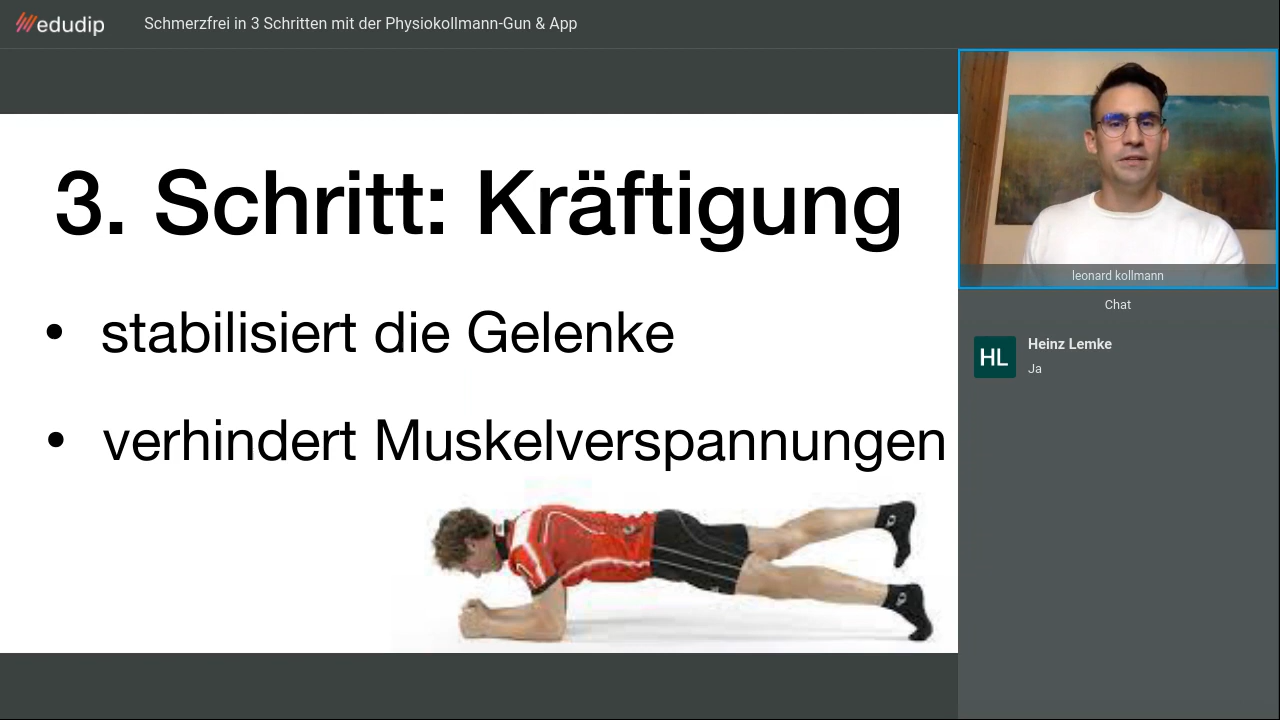 edudip
Schmerzfrei in 3 Schritten mit der Physiokollmann-Gun & App
3. Schritt: Kräftigung
• stabilisiert die Gelenke
• verhindert Muskelverspannungen
leonard kollmann
Chat
HL
Heinz Lemke
Ja